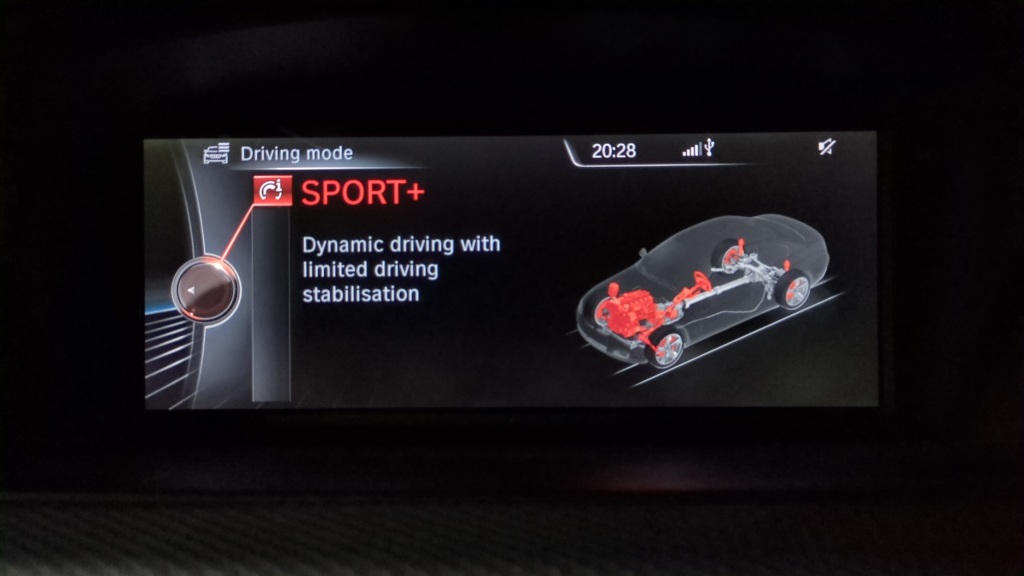 Driving mode
20:28
SPORT+
Dynamic driving with
limited driving
stabilisation